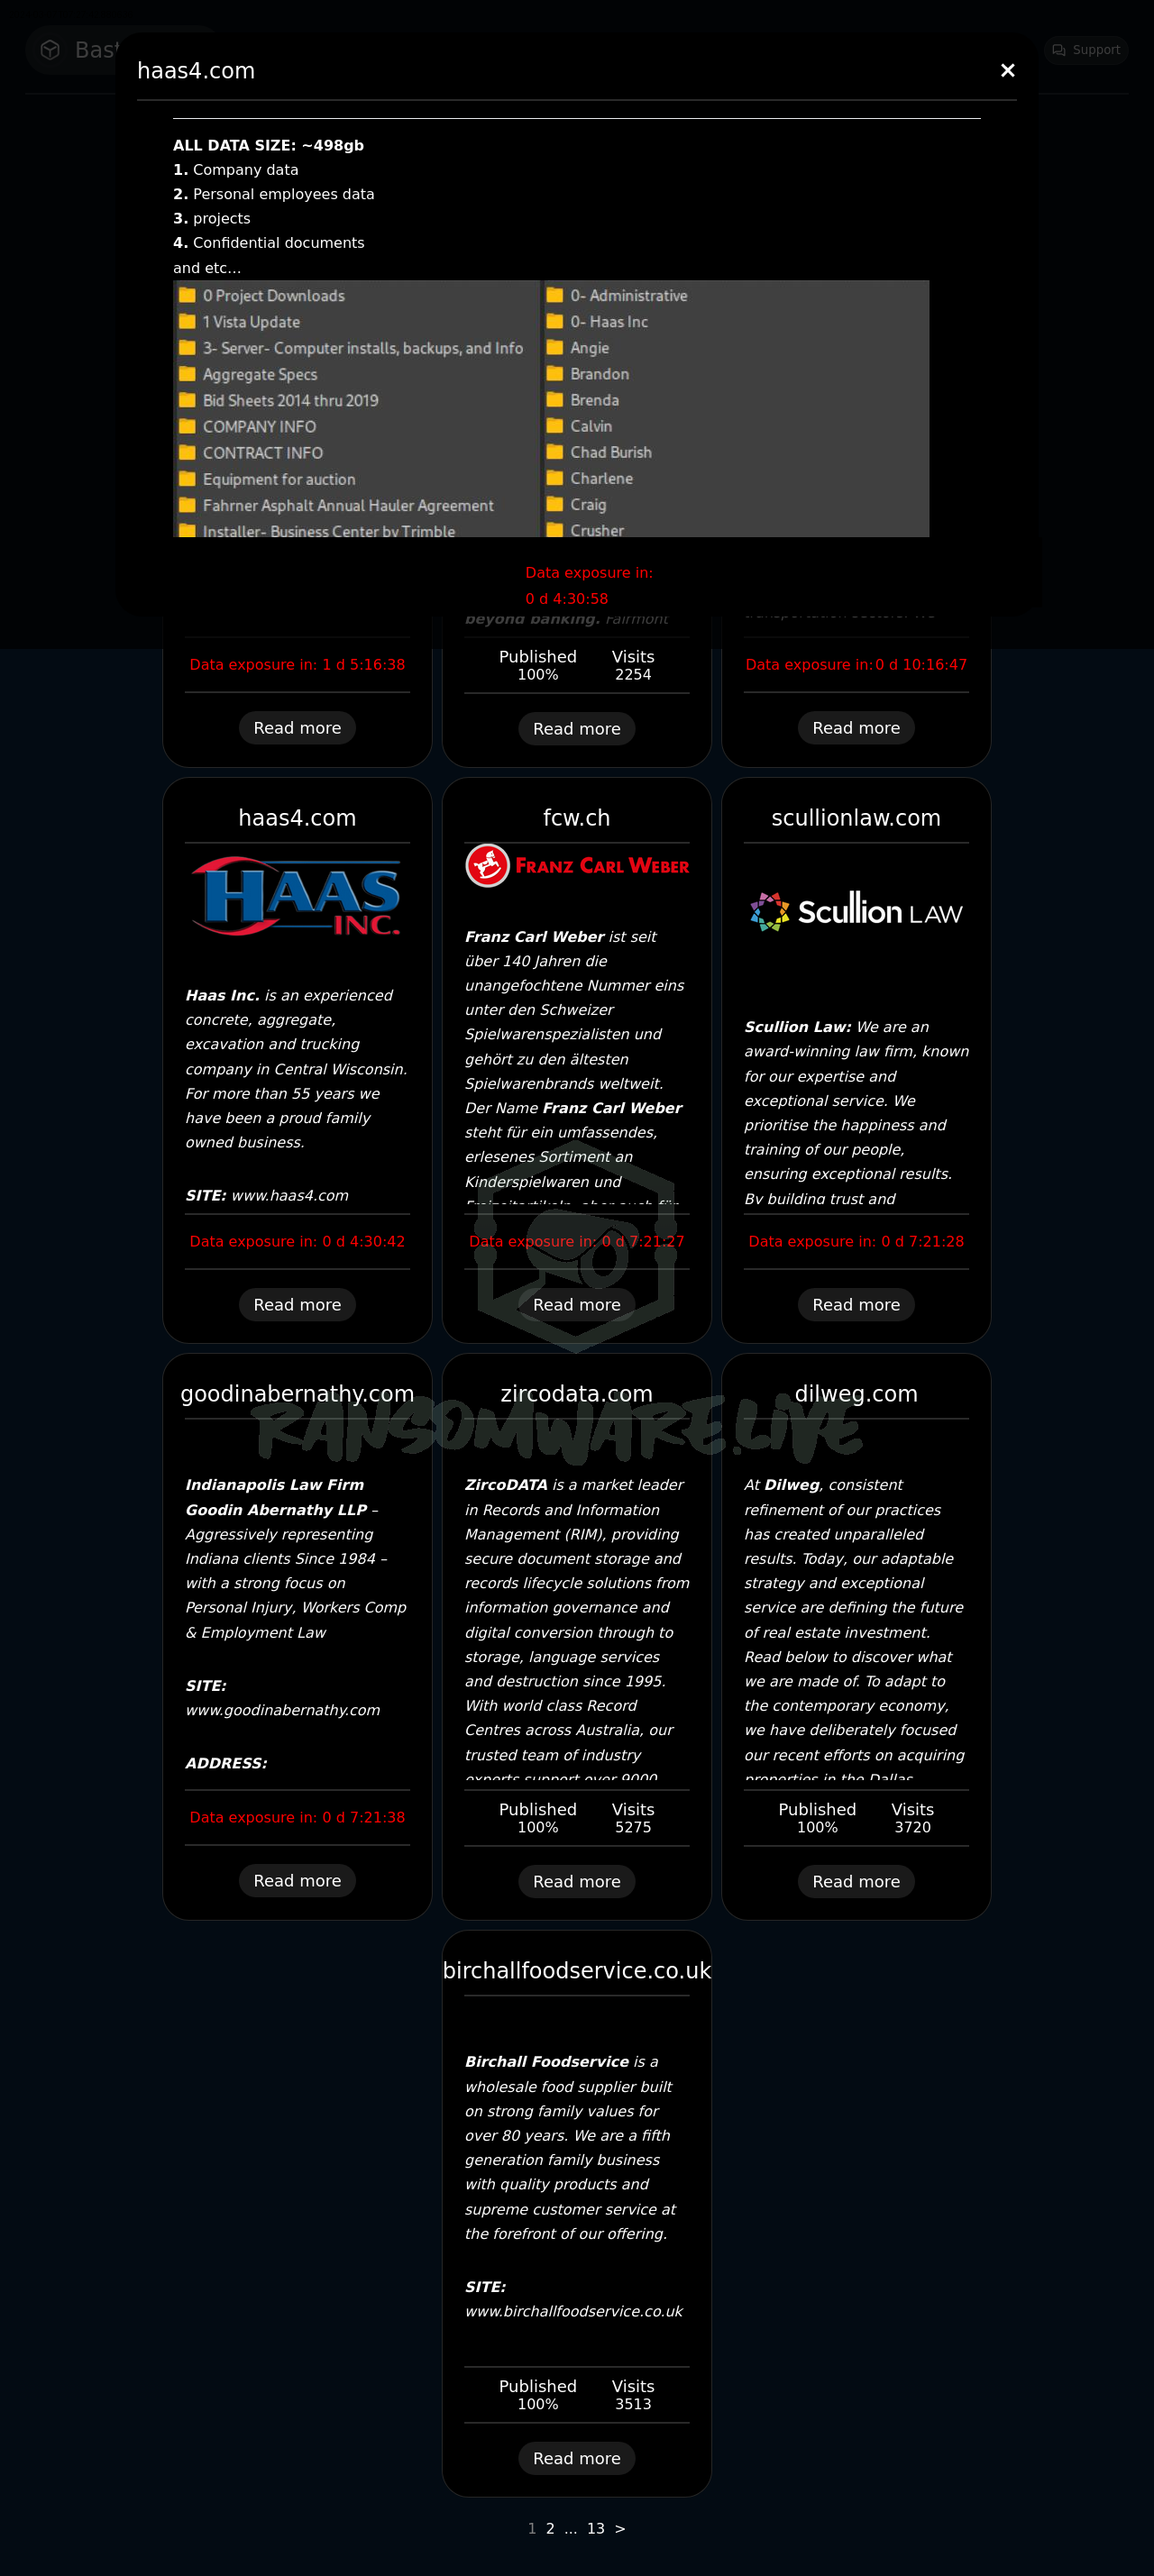 Bast
Support
haas4.com
×
ALL DATA SIZE: ~498gb
1. Company data
2. Personal employees data
3. projects
4. Confidential documents
and etc...
0 Project Downloads
1 Vista Update
3- Server- Computer installs, backups, and Info
Aggregate Specs
Bid Sheets 2014 thru 2019
COMPANY INFO
CONTRACT INFO
Equipment for auction
Fahrner Asphalt Annual Hauler Agreement
Installer- Business Center by Trimble
0- Administrative
0- Haas Inc
Angie
Brandon
Brenda
Calvin
Chad Burish
Charlene
Craig
Crusher
Data exposure in:
0 d 4:30:58
Data exposure in: 1 d 5:16:38
Read more
beyond banking. Fairmont
Published Visits
100% 2254
Read more
Data exposure in: 0 d 10:16:47
Read more
haas4.com
HAAS
INC.
Haas Inc. is an experienced
concrete, aggregate,
excavation and trucking
company in Central Wisconsin.
For more than 55 years we
have been a proud family
owned business.
SITE: www.haas4.com
Data exposure in: 0 d 4:30:42
Read more
fcw.ch
FRANZ CARL WEBER
Franz Carl Weber ist seit
über 140 Jahren die
unangefochtene Nummer eins
unter den Schweizer
Spielwarenspezialisten und
gehört zu den ältesten
Spielwarenbrands weltweit.
Der Name Franz Carl Weber
steht für ein umfassendes,
erlesenes Sortiment an
Kinderspielwaren und
Freizeitartikeln, aber auch für
Data exposure in: 0 d 7:21:27
Read more
scullionlaw.com
Scullion LAW
Scullion Law: We are an
award-winning law firm, known
for our expertise and
exceptional service. We
prioritise the happiness and
training of our people,
ensuring exceptional results.
By building trust and
Data exposure in: 0 d 7:21:28
Read more
RANSOMWARE.LIVE
goodinabernathy.com
Indianapolis Law Firm
Goodin Abernathy LLP –
Aggressively representing
Indiana clients Since 1984 –
with a strong focus on
Personal Injury, Workers Comp
& Employment Law
SITE:
www.goodinabernathy.com
ADDRESS:
Data exposure in: 0 d 7:21:38
Read more
zircodata.com
ZircoDATA is a market leader
in Records and Information
Management (RIM), providing
secure document storage and
records lifecycle solutions from
information governance and
digital conversion through to
storage, language services
and destruction since 1995.
With world class Record
Centres across Australia, our
trusted team of industry
experts support over 9000
Published Visits
100% 5275
Read more
dilweg.com
At Dilweg, consistent
refinement of our practices
has created unparalleled
results. Today, our adaptable
strategy and exceptional
service are defining the future
of real estate investment.
Read below to discover what
we are made of. To adapt to
the contemporary economy,
we have deliberately focused
our recent efforts on acquiring
properties in the Dallas
Published Visits
100% 3720
Read more
birchallfoodservice.co.uk
Birchall Foodservice is a
wholesale food supplier built
on strong family values for
over 80 years. We are a fifth
generation family business
with quality products and
supreme customer service at
the forefront of our offering.
SITE:
www.birchallfoodservice.co.uk
Published Visits
100% 3513
Read more
1 2 ... 13 >